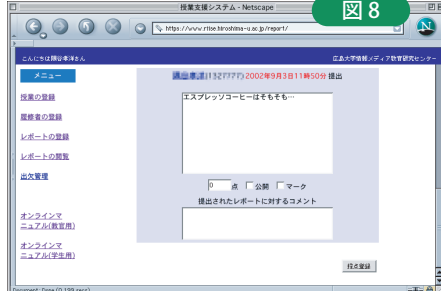 図8
授業支援システム - Netscape
https://www.riise.hiroshima-u.ac.jp/report/
こんにちは隅谷孝洋さん
広島大学情報メディア教育研究センター
メニュー
2002年9月3日11時50分 提出
授業の登録
エスプレッソコーヒーはそもそも…
履修者の登録
レポートの登録
レポートの閲覧
出欠管理
0 点 公開 マーク
提出されたレポートに対するコメント
オンラインマ
ニュアル(教官用)
オンラインマ
ニュアル(学生用)
採点登録